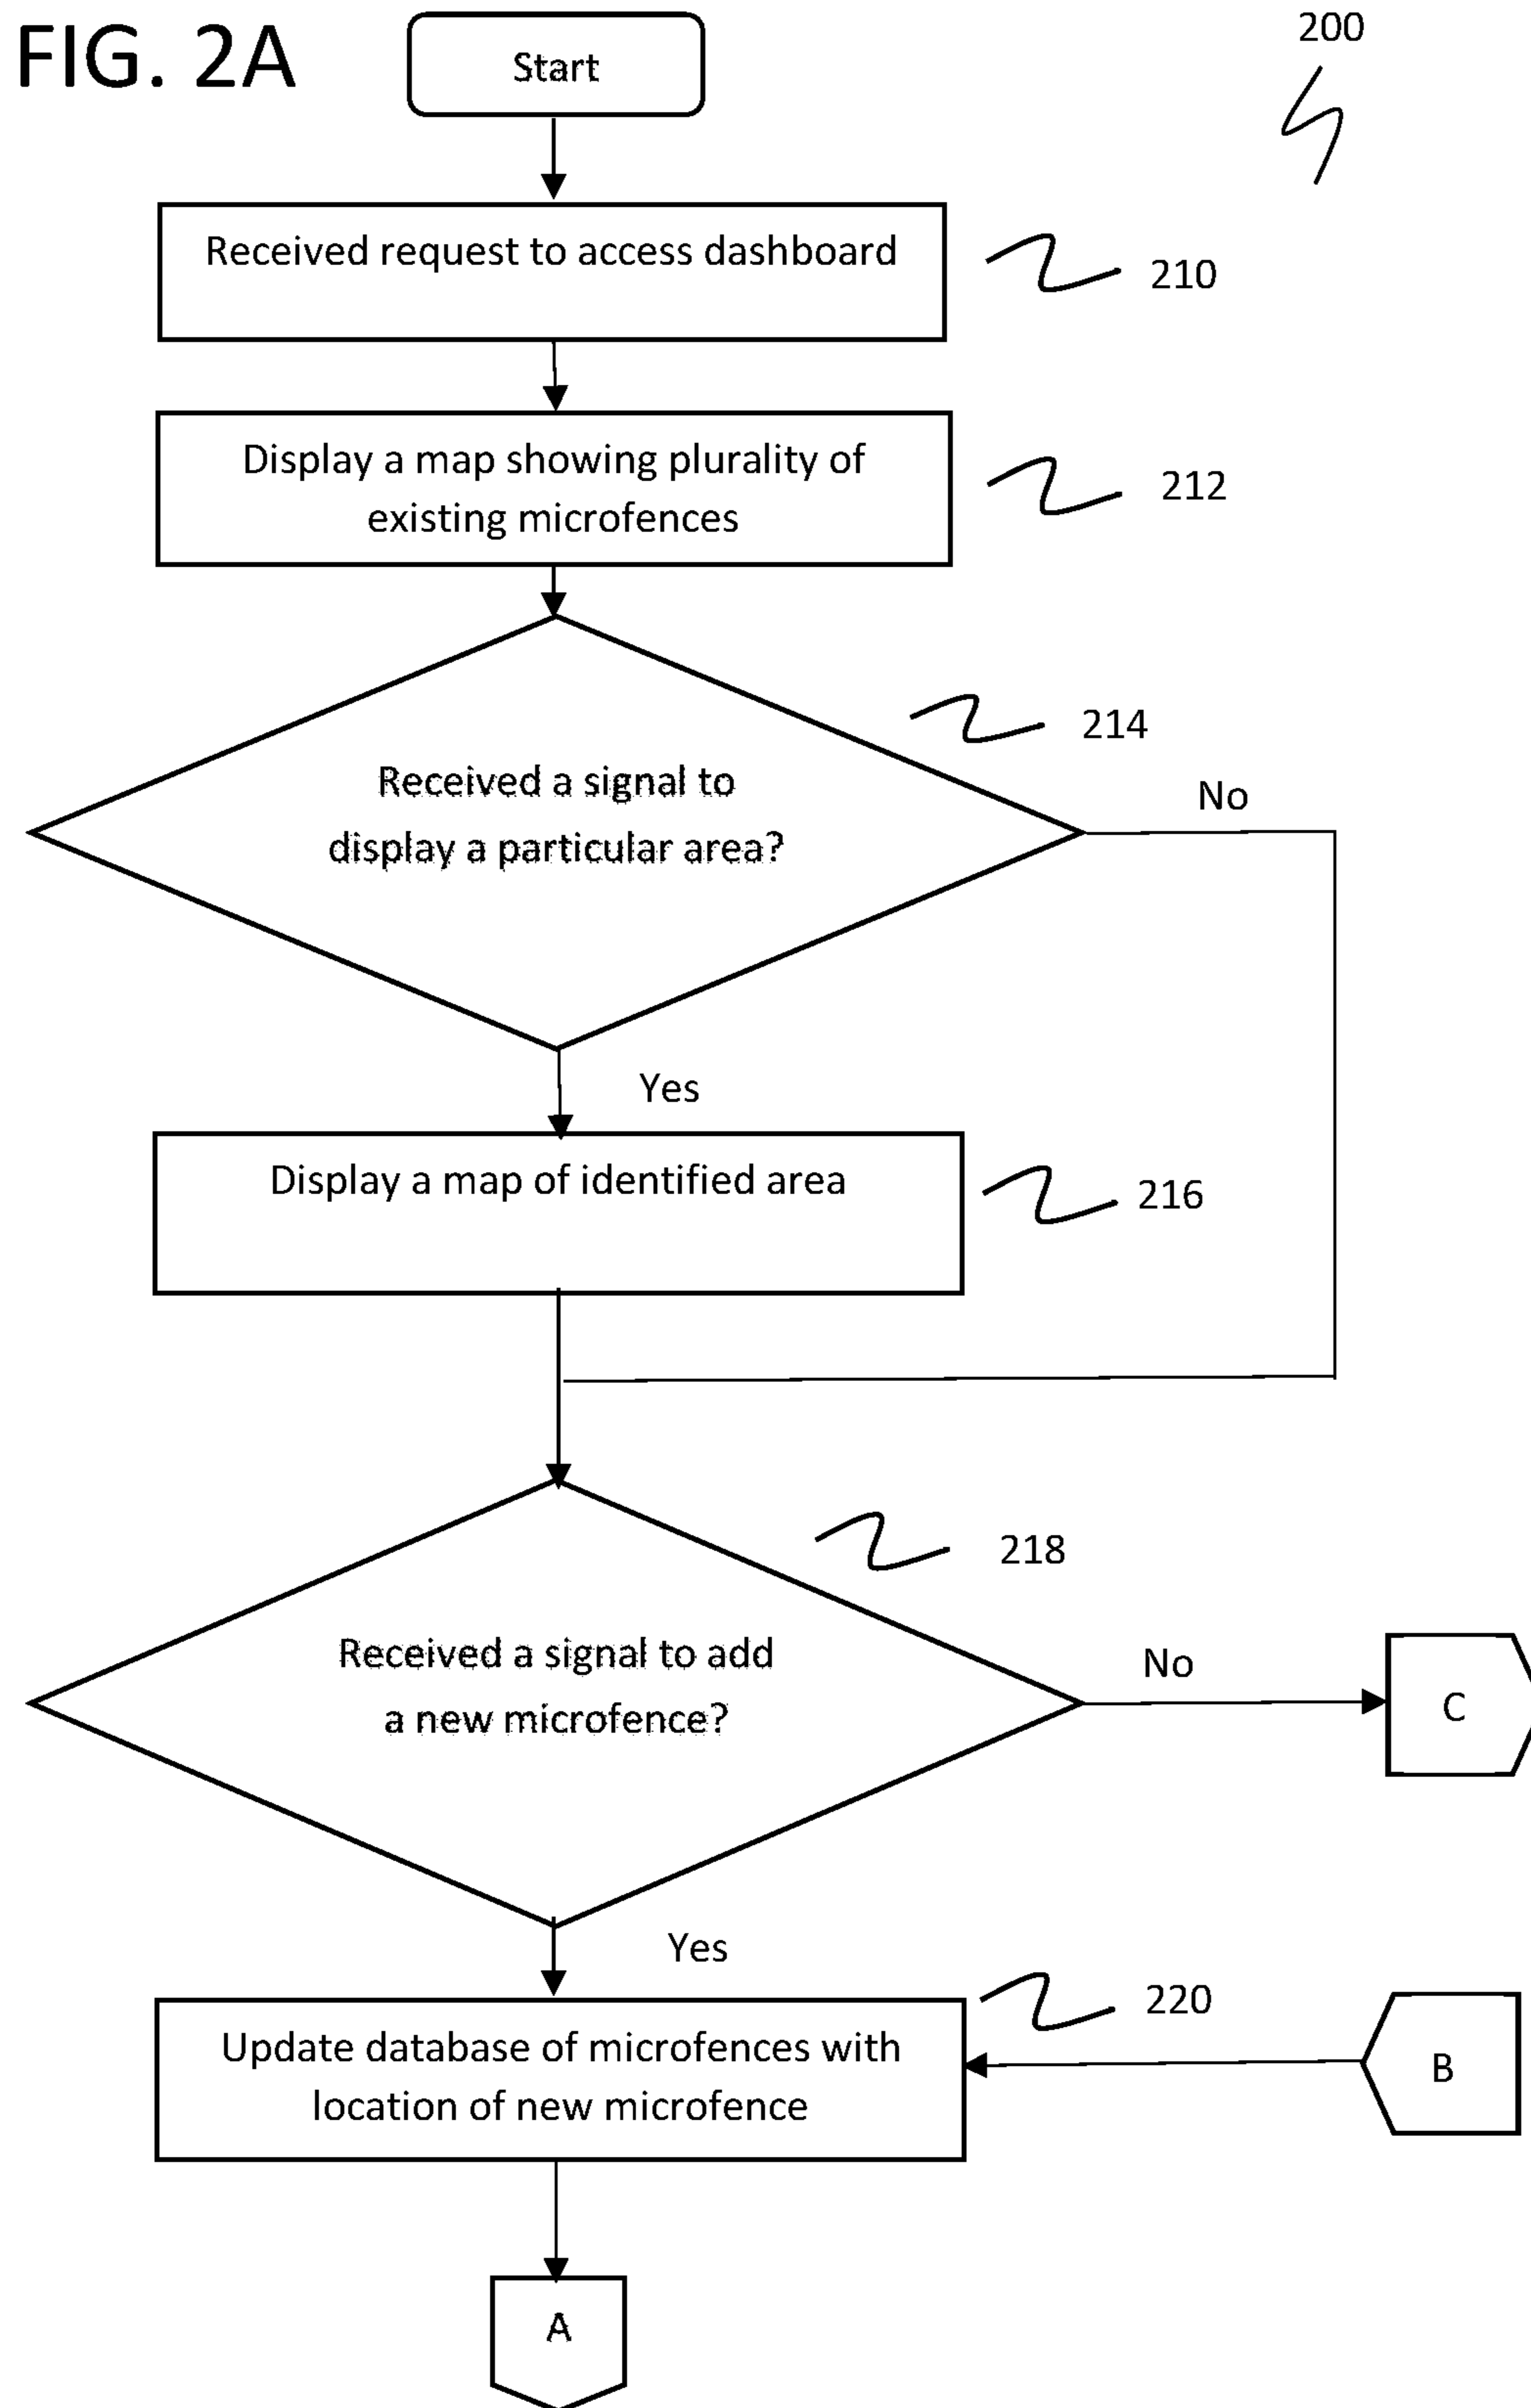 FIG. 2A
Start
200
Received request to access dashboard
210
Display a map showing plurality of
existing microfences
212
214
Received a signal to
display a particular area?
No
Yes
Display a map of identified area
216
218
Received a signal to add
a new microfence?
No
C
Yes
220
Update database of microfences with
location of new microfence
B
A